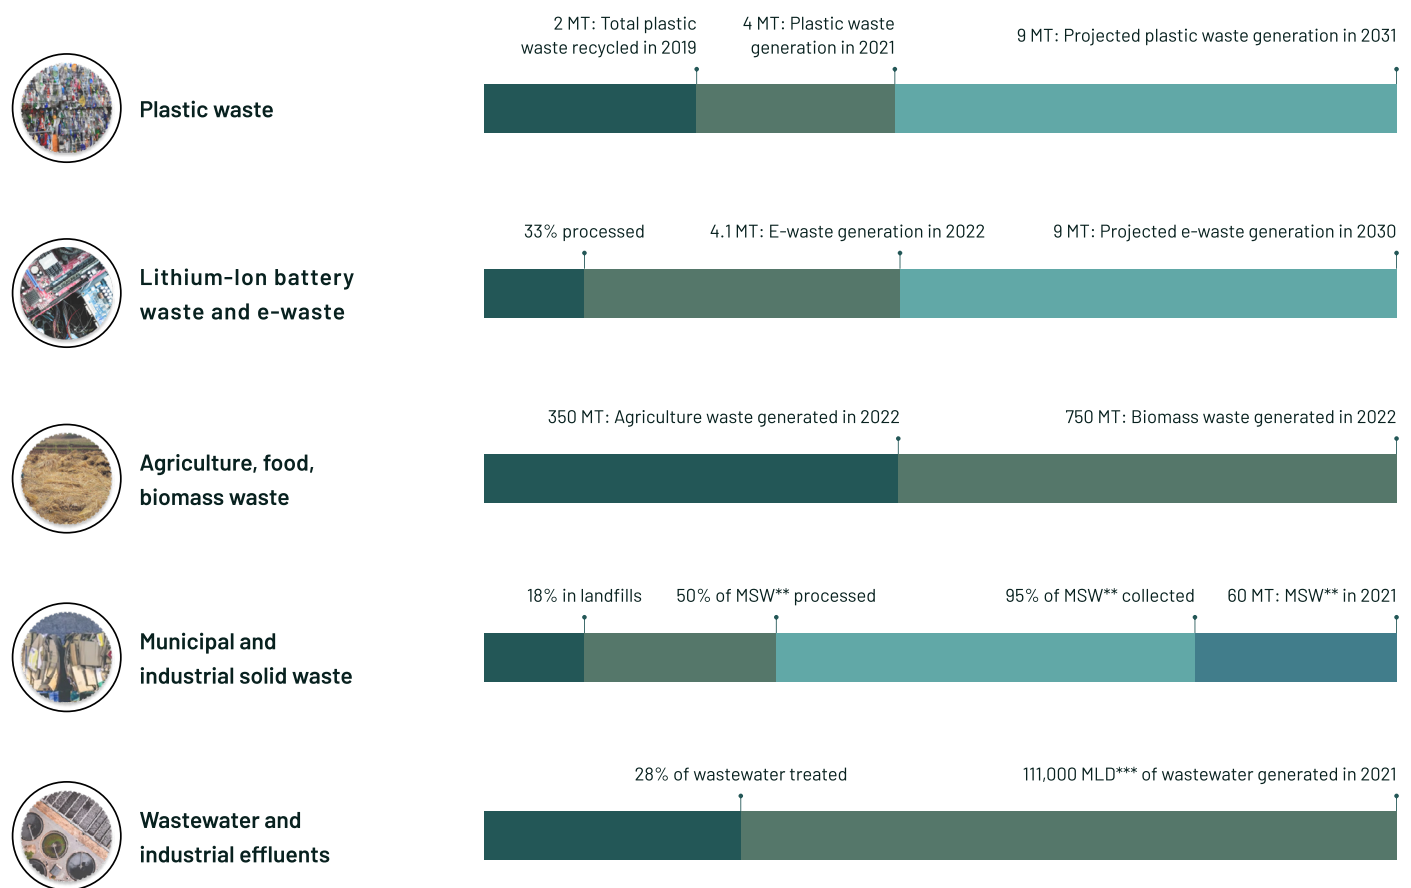 2 MT: Total plastic
waste recycled in 2019
4 MT: Plastic waste
generation in 2021
9 MT: Projected plastic waste generation in 2031
Plastic waste
33% processed
4.1 MT: E-waste generation in 2022
9 MT: Projected e-waste generation in 2030
Lithium-Ion battery
waste and e-waste
350 MT: Agriculture waste generated in 2022
750 MT: Biomass waste generated in 2022
Agriculture, food,
biomass waste
18% in landfills
50% of MSW** processed
95% of MSW** collected
60 MT: MSW** in 2021
Municipal and
industrial solid waste
28% of wastewater treated
111,000 MLD*** of wastewater generated in 2021
Wastewater and
industrial effluents